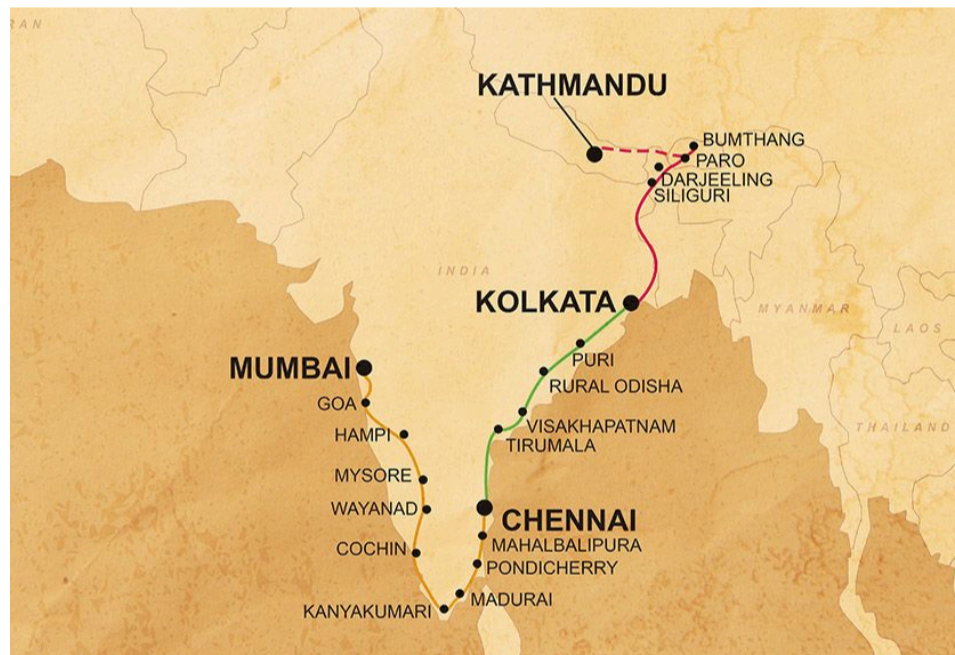 RAN
KATHMANDU
BUMTHANG
PARO
DARJEELING
SILIGURI
INDIA
KOLKATA
MYANMAR
LAOS
PURI
MUMBAI
RURAL ODISHA
GOA
VISAKHAPATNAM
HAMPI
TIRUMALA
THAILAND
MYSORE
WAYANAD
CHENNAI
COCHIN
MAHALBALIPURA
PONDICHERRY
MADURAI
KANYAKUMARI